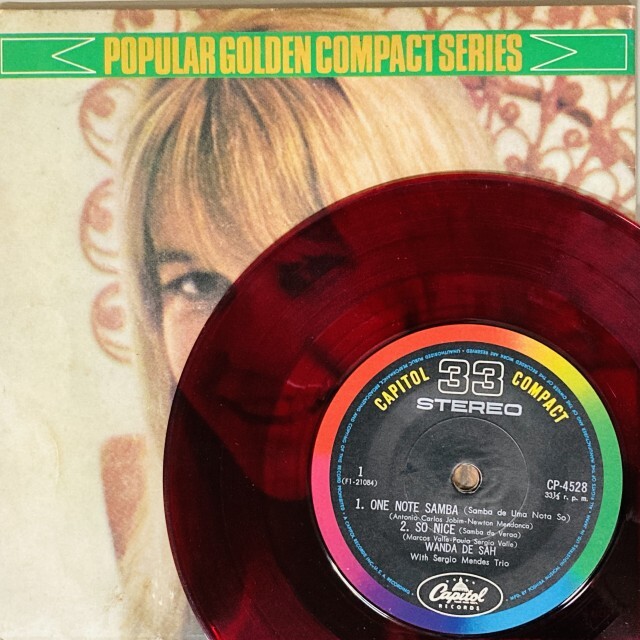 POPULAR GOLDEN COMPACT SERIES
CAPITOL 33 COMPACT
STEREO
1
(F1-21084)
CP-4528
33⅓ r. p. m.
1. ONE NOTE SAMBA (Samba de Uma Nota So)
(Antonio-Carlos Jobim-Newton Mendonca)
2. SO NICE (Samba de Verao)
(Marcos Valle-Paulo Sergio Valle)
WANDA DE SAH
With Sergio Mendes Trio
Capitol
RECORDS